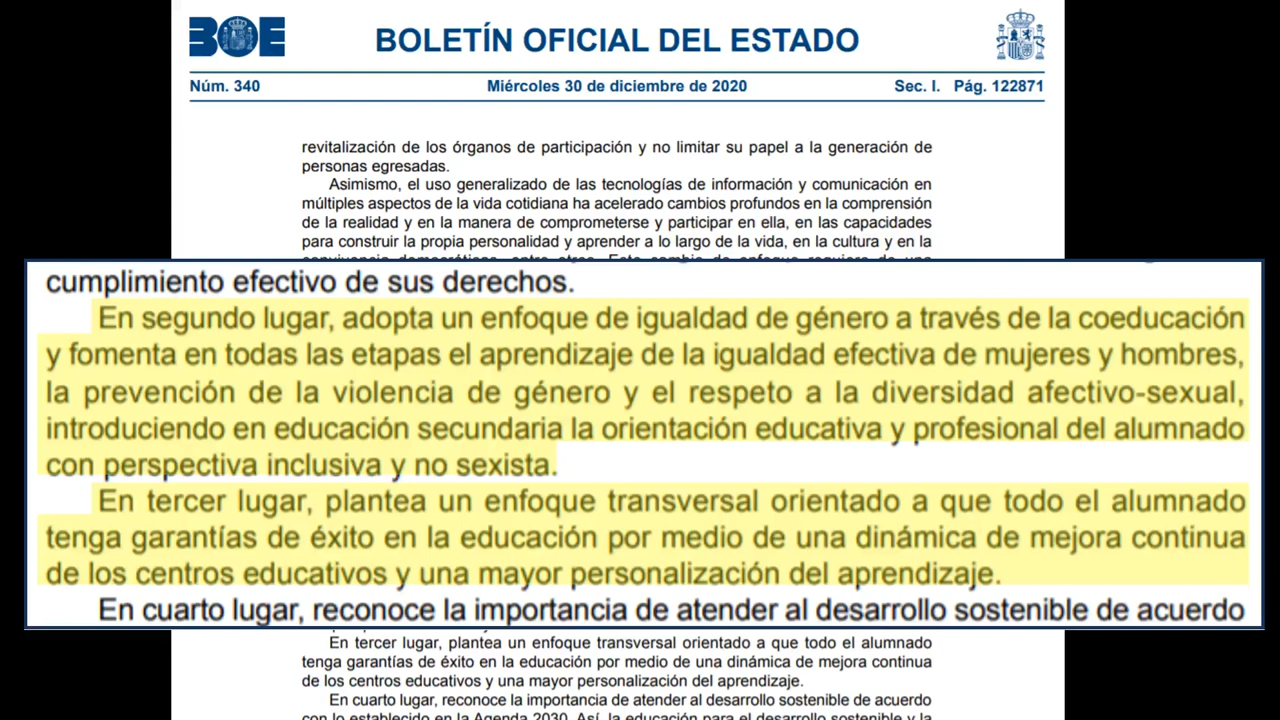 BOE
BOLETÍN OFICIAL DEL ESTADO
Núm. 340
Miércoles 30 de diciembre de 2020
Sec. I. Pág. 122871
revitalización de los órganos de participación y no limitar su papel a la generación de
personas egresadas.
Asimismo, el uso generalizado de las tecnologías de información y comunicación en
múltiples aspectos de la vida cotidiana ha acelerado cambios profundos en la comprensión
de la realidad y en la manera de comprometerse y participar en ella, en las capacidades
para construir la propia personalidad y aprender a lo largo de la vida, en la cultura y en la
cumplimiento efectivo de sus derechos.
En segundo lugar, adopta un enfoque de igualdad de género a través de la coeducación
y fomenta en todas las etapas el aprendizaje de la igualdad efectiva de mujeres y hombres,
la prevención de la violencia de género y el respeto a la diversidad afectivo-sexual,
introduciendo en educación secundaria la orientación educativa y profesional del alumnado
con perspectiva inclusiva y no sexista.
En tercer lugar, plantea un enfoque transversal orientado a que todo el alumnado
tenga garantías de éxito en la educación por medio de una dinámica de mejora continua
de los centros educativos y una mayor personalización del aprendizaje.
En cuarto lugar, reconoce la importancia de atender al desarrollo sostenible de acuerdo
En tercer lugar, plantea un enfoque transversal orientado a que todo el alumnado
tenga garantías de éxito en la educación por medio de una dinámica de mejora continua
de los centros educativos y una mayor personalización del aprendizaje.
En cuarto lugar, reconoce la importancia de atender al desarrollo sostenible de acuerdo
con lo establecido en la Agenda 2030. Así, la educación para el desarrollo sostenible y la